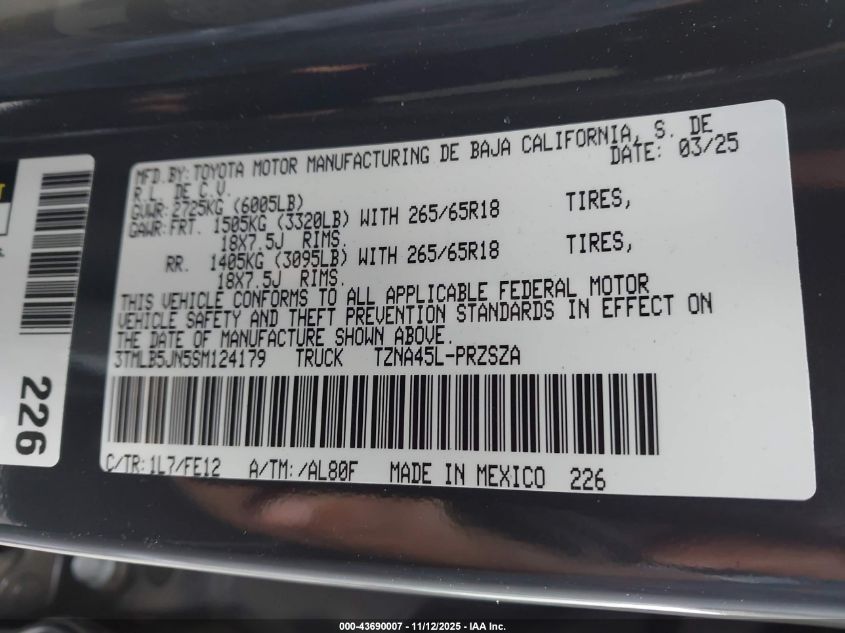 MFD.BY: TOYOTA MOTOR MANUFACTURING DE BAJA CALIFORNIA, S. DE
R.L. DE C.V. DATE: 03/25
GVWR: 2725KG (6005LB)
GAWR:FRT. 1505KG (3320LB) WITH 265/65R18 TIRES,
18X7.5J RIMS.
RR. 1405KG (3095LB) WITH 265/65R18 TIRES,
18X7.5J RIMS.
THIS VEHICLE CONFORMS TO ALL APPLICABLE FEDERAL MOTOR
VEHICLE SAFETY AND THEFT PREVENTION STANDARDS IN EFFECT ON
THE DATE OF MANUFACTURE SHOWN ABOVE.
3TMLB5JN5SM124179 TRUCK TZNA45L-PRZSZA
C/TR: 1L7/FE12 A/TM: /AL80F MADE IN MEXICO 226
226
000-43690007 - 11/12/2025 - IAA Inc.